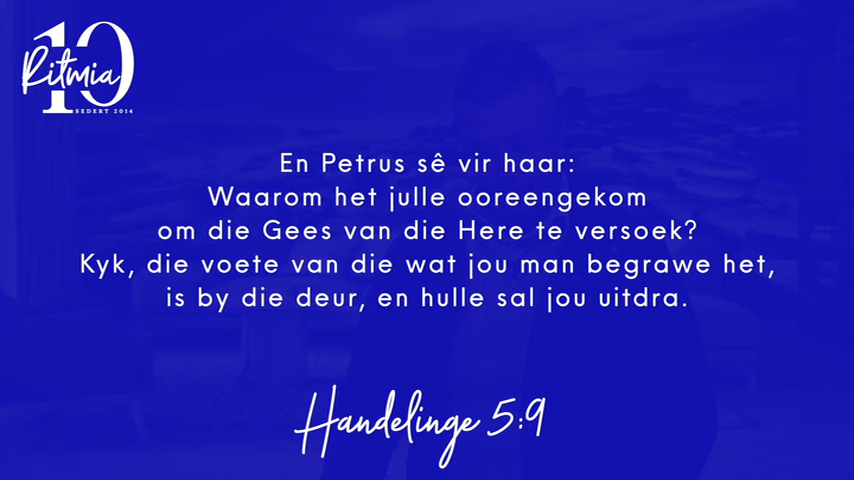 10
Ritmia
SEDERT 2014
En Petrus sê vir haar:
Waarom het julle ooreengekom
om die Gees van die Here te versoek?
Kyk, die voete van die wat jou man begrawe het,
is by die deur, en hulle sal jou uitdra.
Handelinge 5:9